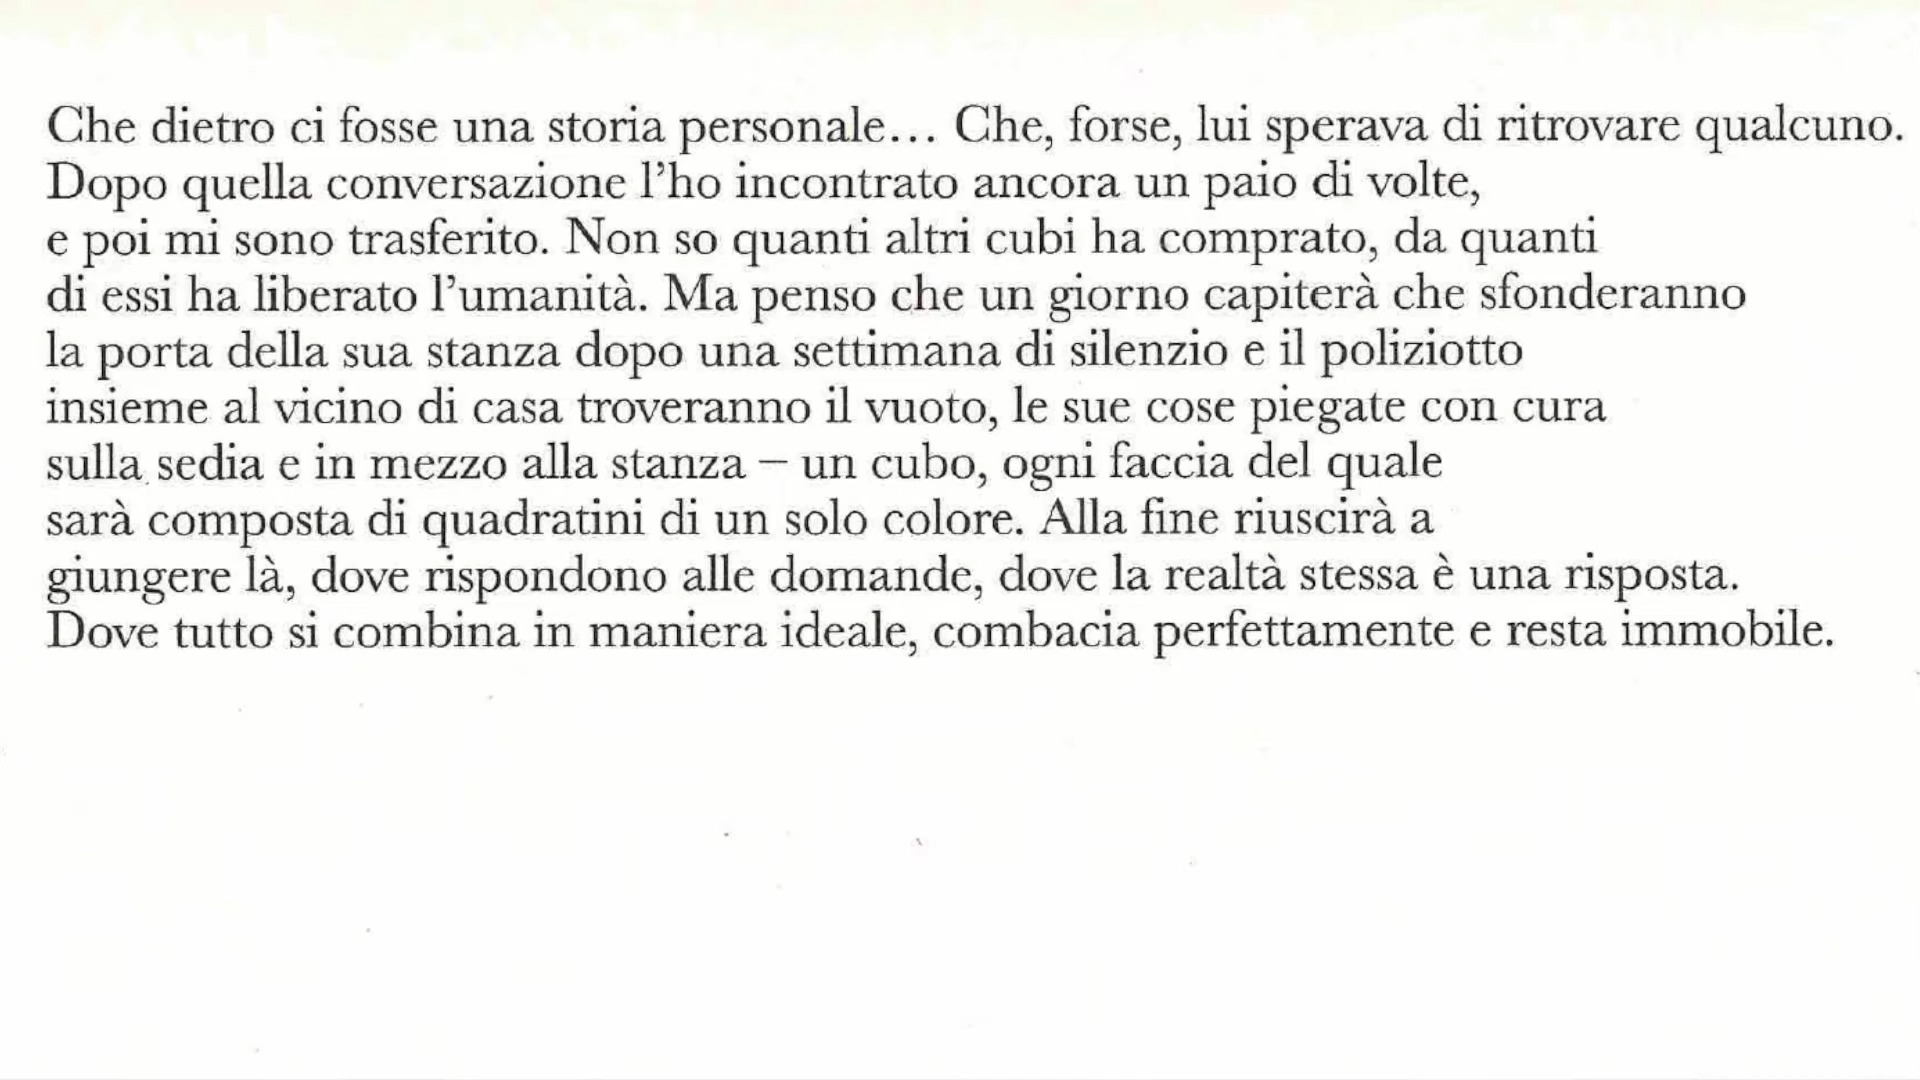 Che dietro ci fosse una storia personale… Che, forse, lui sperava di ritrovare qualcuno.
Dopo quella conversazione l’ho incontrato ancora un paio di volte,
e poi mi sono trasferito. Non so quanti altri cubi ha comprato, da quanti
di essi ha liberato l’umanità. Ma penso che un giorno capiterà che sfonderanno
la porta della sua stanza dopo una settimana di silenzio e il poliziotto
insieme al vicino di casa troveranno il vuoto, le sue cose piegate con cura
sulla sedia e in mezzo alla stanza – un cubo, ogni faccia del quale
sarà composta di quadratini di un solo colore. Alla fine riuscirà a
giungere là, dove rispondono alle domande, dove la realtà stessa è una risposta.
Dove tutto si combina in maniera ideale, combacia perfettamente e resta immobile.